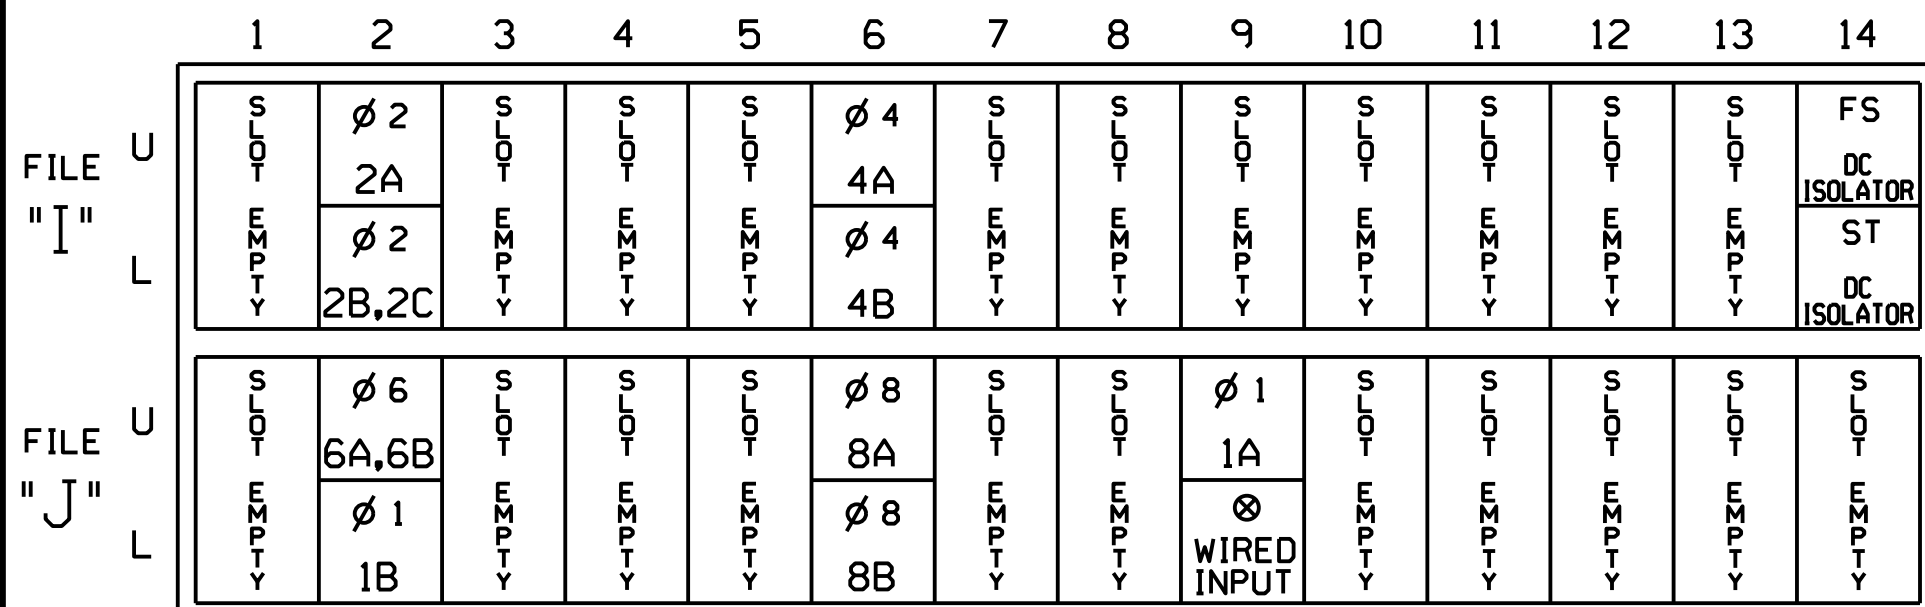 1 2 3 4 5 6 7 8 9 10 11 12 13 14
FILE "I"
U
L
SLOT EMPTY
ø 2
2A
ø 2
2B,2C
SLOT EMPTY
SLOT EMPTY
SLOT EMPTY
ø 4
4A
ø 4
4B
SLOT EMPTY
SLOT EMPTY
SLOT EMPTY
SLOT EMPTY
SLOT EMPTY
SLOT EMPTY
SLOT EMPTY
FS
DC
ISOLATOR
ST
DC
ISOLATOR
FILE "J"
U
L
SLOT EMPTY
ø 6
6A,6B
ø 1
1B
SLOT EMPTY
SLOT EMPTY
SLOT EMPTY
ø 8
8A
ø 8
8B
SLOT EMPTY
SLOT EMPTY
ø 1
1A
⊗
WIRED
INPUT
SLOT EMPTY
SLOT EMPTY
SLOT EMPTY
SLOT EMPTY
SLOT EMPTY